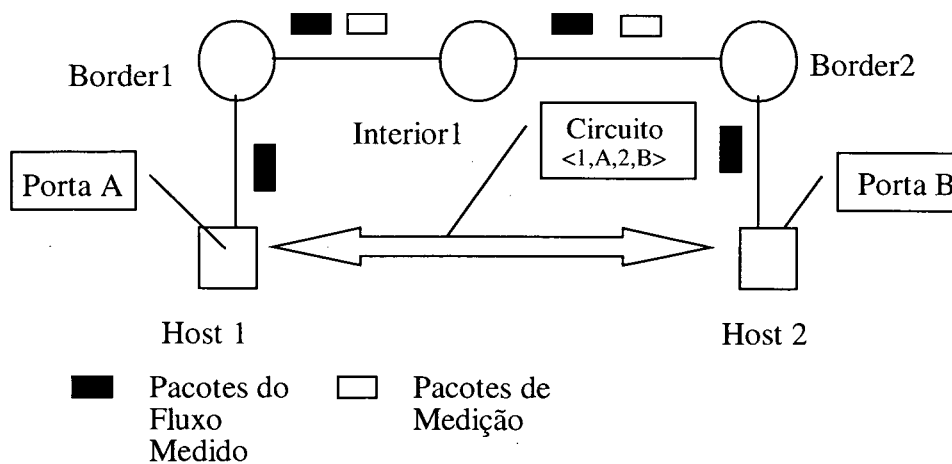 Border1
Border2
Interior1
Circuito
<1,A,2,B>
Porta A
Porta B
Host 1
Host 2
Pacotes do
Fluxo
Medido
Pacotes de
Medição